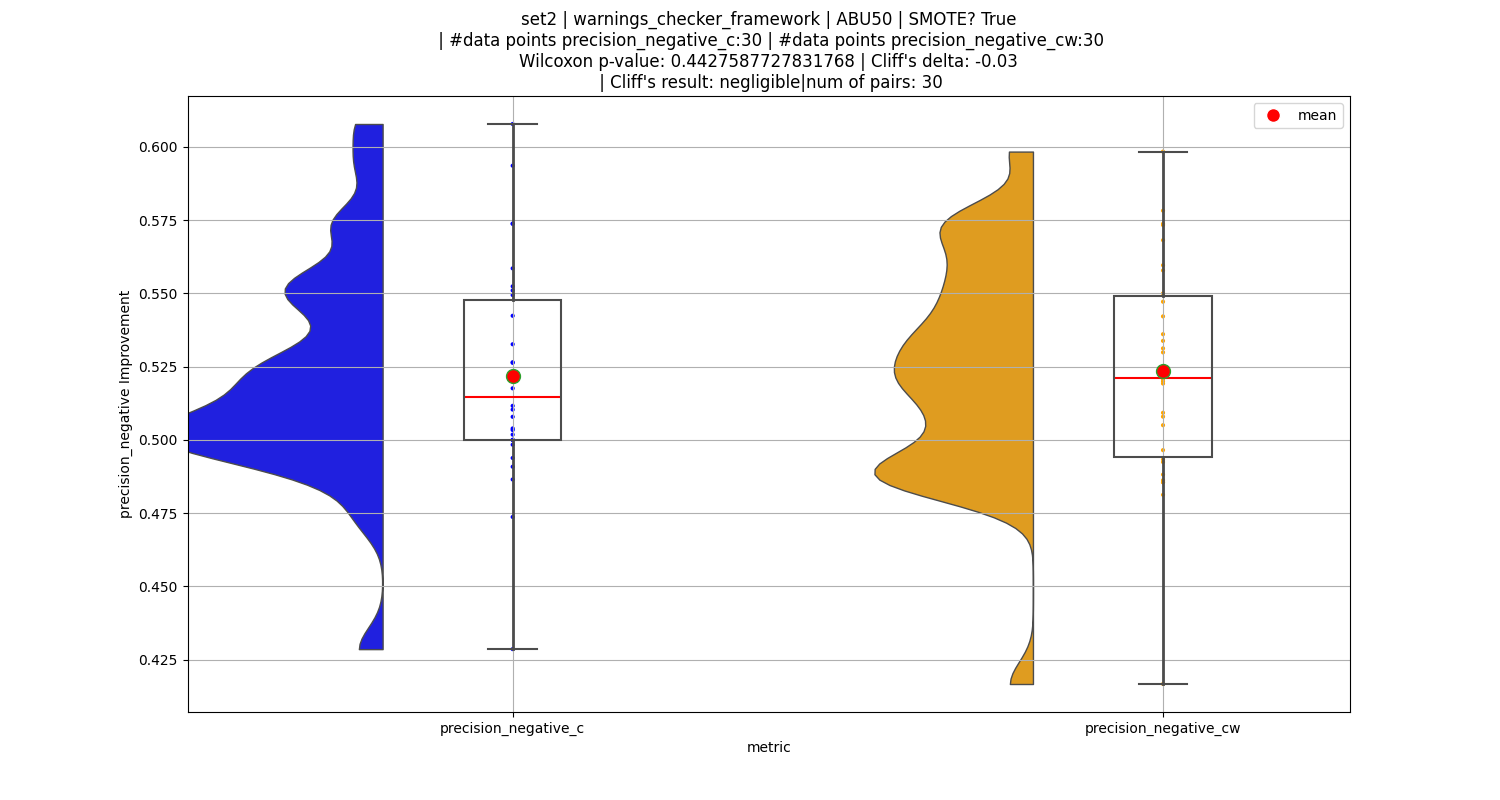 set2 | warnings_checker_framework | ABU50 | SMOTE? True
| #data points precision_negative_c:30 | #data points precision_negative_cw:30
Wilcoxon p-value: 0.4427587727831768 | Cliff's delta: -0.03
| Cliff's result: negligible|num of pairs: 30
mean
0.600
0.575
0.550
0.525
0.500
0.475
0.450
0.425
precision_negative Improvement
precision_negative_c
precision_negative_cw
metric